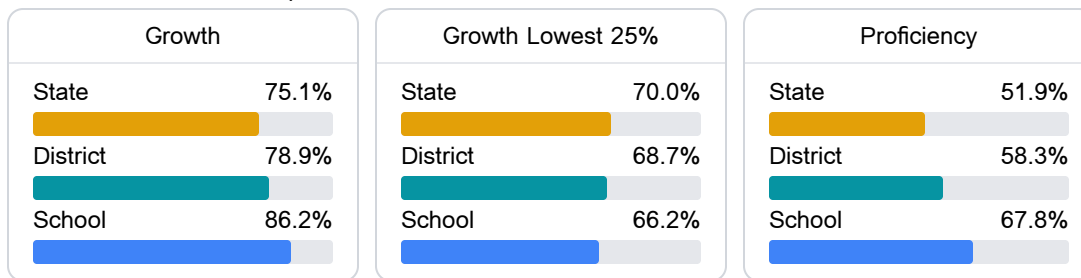 Growth
State 75.1%
District 78.9%
School 86.2%
Growth Lowest 25%
State 70.0%
District 68.7%
School 66.2%
Proficiency
State 51.9%
District 58.3%
School 67.8%